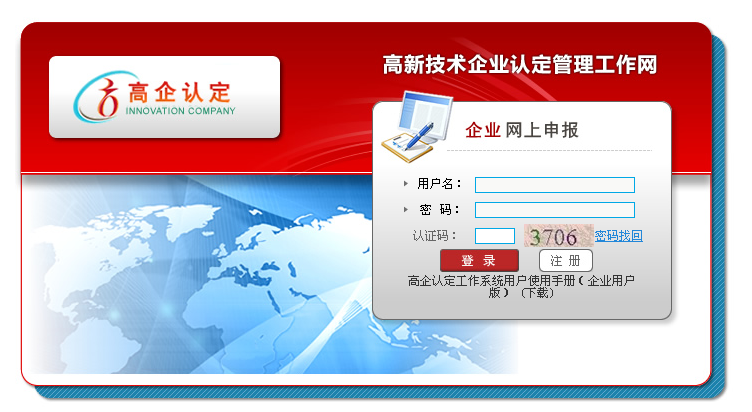 高新技术企业认定管理工作网
高企认定
INNOVATION COMPANY
企业 网上申报
用户名：
密 码：
认证码： 3706 密码找回
登 录 注 册
高企认定工作系统用户使用手册（企业用户
版）（下载）